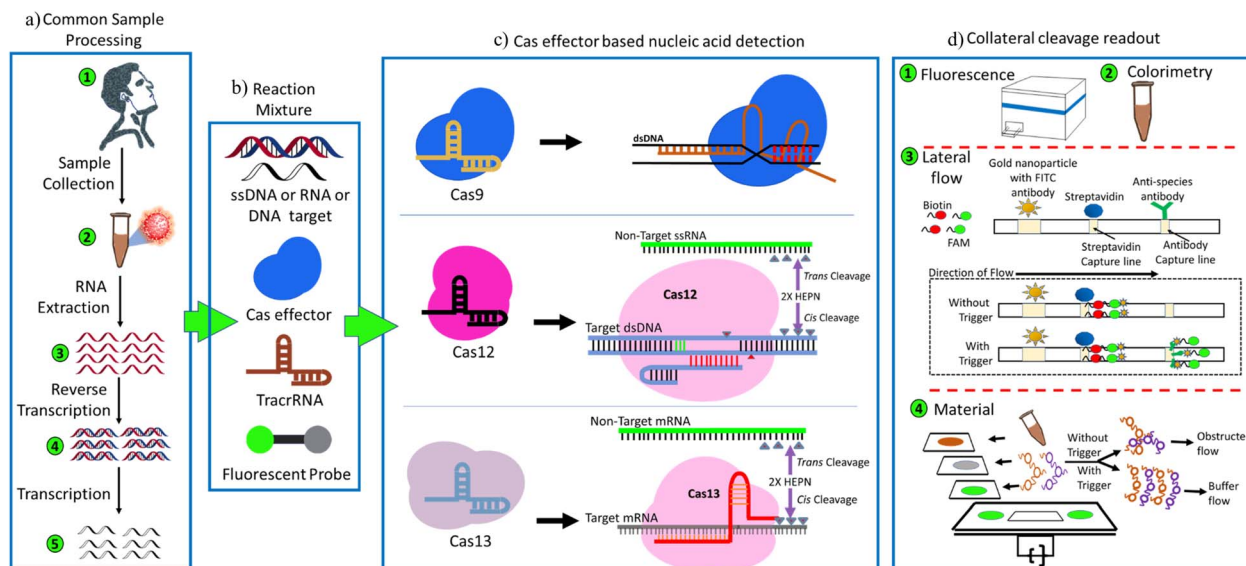 a) Common Sample
Processing
1
Sample
Collection
2
RNA
Extraction
3
Reverse
Transcription
4
Transcription
5
b) Reaction
Mixture
ssDNA or RNA or
DNA target
Cas effector
TracrRNA
Fluorescent Probe
c) Cas effector based nucleic acid detection
Cas9
dsDNA
Cas12
Non-Target ssRNA
Trans Cleavage
Cas12
2X HEPN
Cis Cleavage
Target dsDNA
Cas13
Non-Target mRNA
Trans Cleavage
Cas13
2X HEPN
Cis Cleavage
Target mRNA
d) Collateral cleavage readout
1 Fluorescence
2 Colorimetry
3 Lateral
flow
Gold nanoparticle
with FITC
antibody
Streptavidin
Anti-species
antibody
Biotin
FAM
Streptavidin
Capture line
Antibody
Capture line
Direction of Flow
Without
Trigger
With
Trigger
4 Material
Without
Trigger
With
Trigger
Obstructe
flow
Buffer
flow